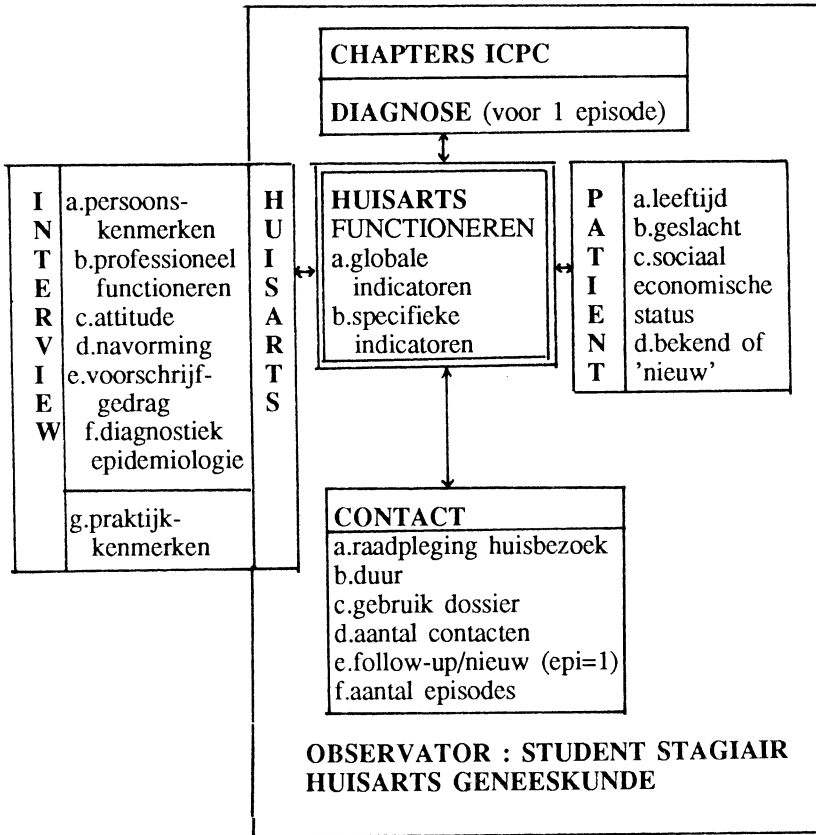 CHAPTERS ICPC
DIAGNOSE (voor 1 episode)
INTERVIEW
a.persoons-
kenmerken
b.professioneel
functioneren
c.attitude
d.navorming
e.voorschrijf-
gedrag
f.diagnostiek
epidemiologie
g.praktijk-
kenmerken
HUISARTS
HUISARTS
FUNCTIONEREN
a.globale
indicatoren
b.specifieke
indicatoren
PATIENT
a.leeftijd
b.geslacht
c.sociaal
economische
status
d.bekend of
'nieuw'
CONTACT
a.raadpleging huisbezoek
b.duur
c.gebruik dossier
d.aantal contacten
e.follow-up/nieuw (epi=1)
f.aantal episodes
OBSERVATOR : STUDENT STAGIAIR
HUISARTS GENEESKUNDE